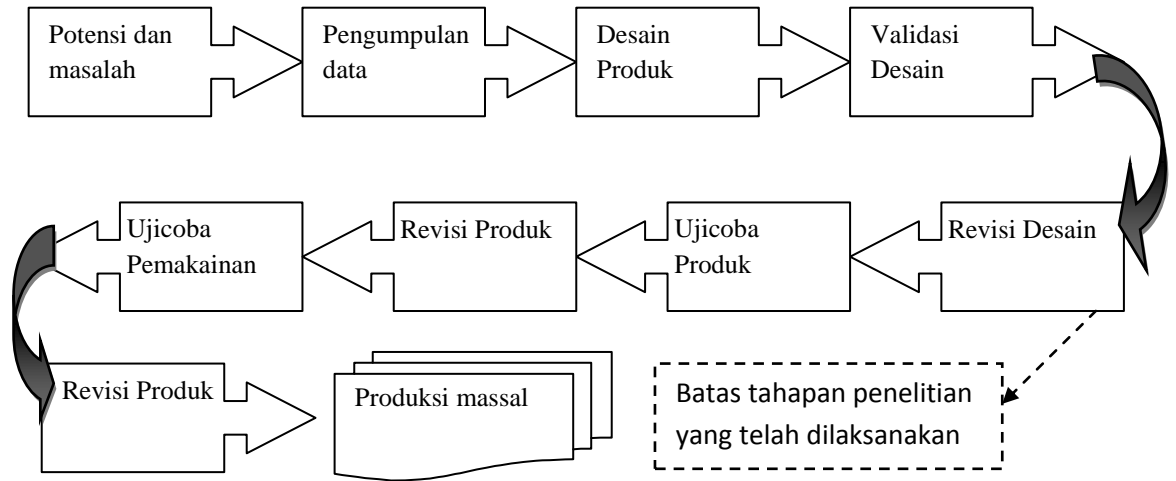 Potensi dan
masalah
Pengumpulan
data
Desain
Produk
Validasi
Desain
Revisi Desain
Ujicoba
Produk
Revisi Produk
Ujicoba
Pemakainan
Revisi Produk
Produksi massal
Batas tahapan penelitian
yang telah dilaksanakan